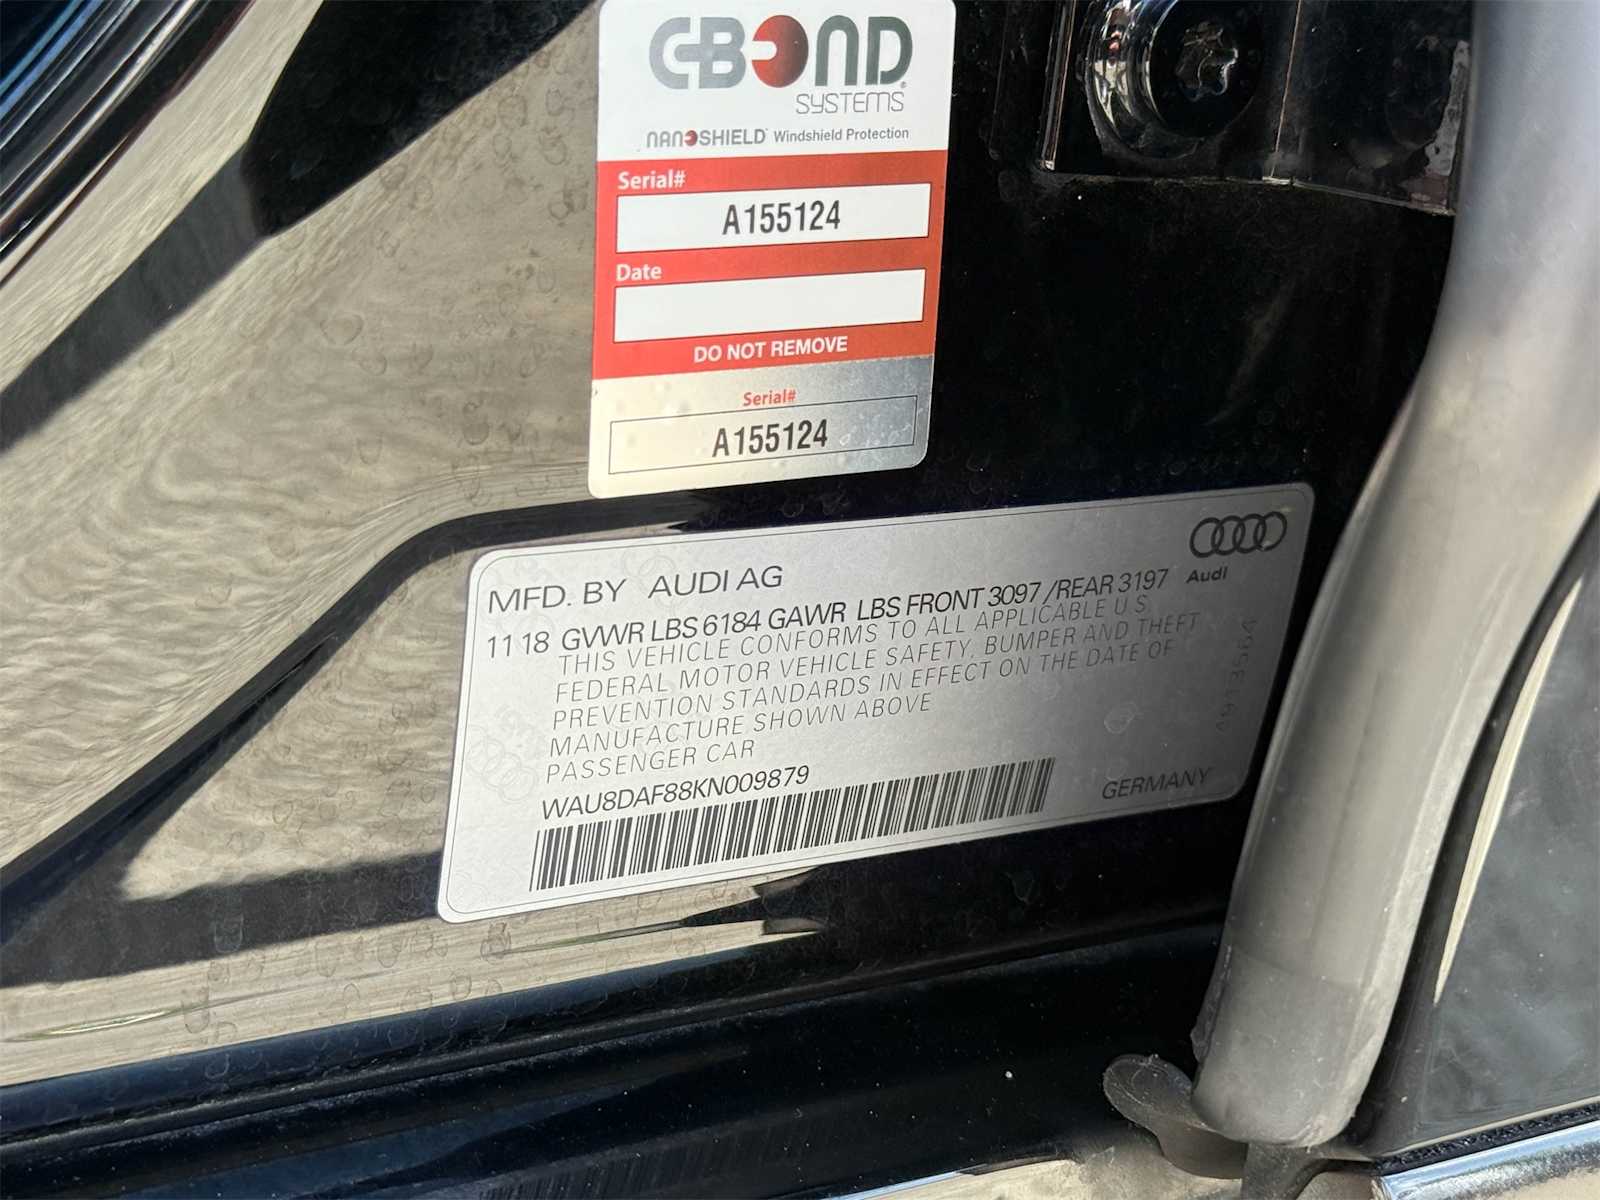 CBOND
SYSTEMS
NANOSHIELD Windshield Protection
Serial#
A155124
Date
DO NOT REMOVE
Serial#
A155124
Audi
MFD. BY AUDI AG
11 18 GVWR LBS 6184 GAWR LBS FRONT 3097 / REAR 3197
THIS VEHICLE CONFORMS TO ALL APPLICABLE U.S.
FEDERAL MOTOR VEHICLE SAFETY, BUMPER AND THEFT
PREVENTION STANDARDS IN EFFECT ON THE DATE OF
MANUFACTURE SHOWN ABOVE
PASSENGER CAR
WAU8DAF88KN009879
GERMANY